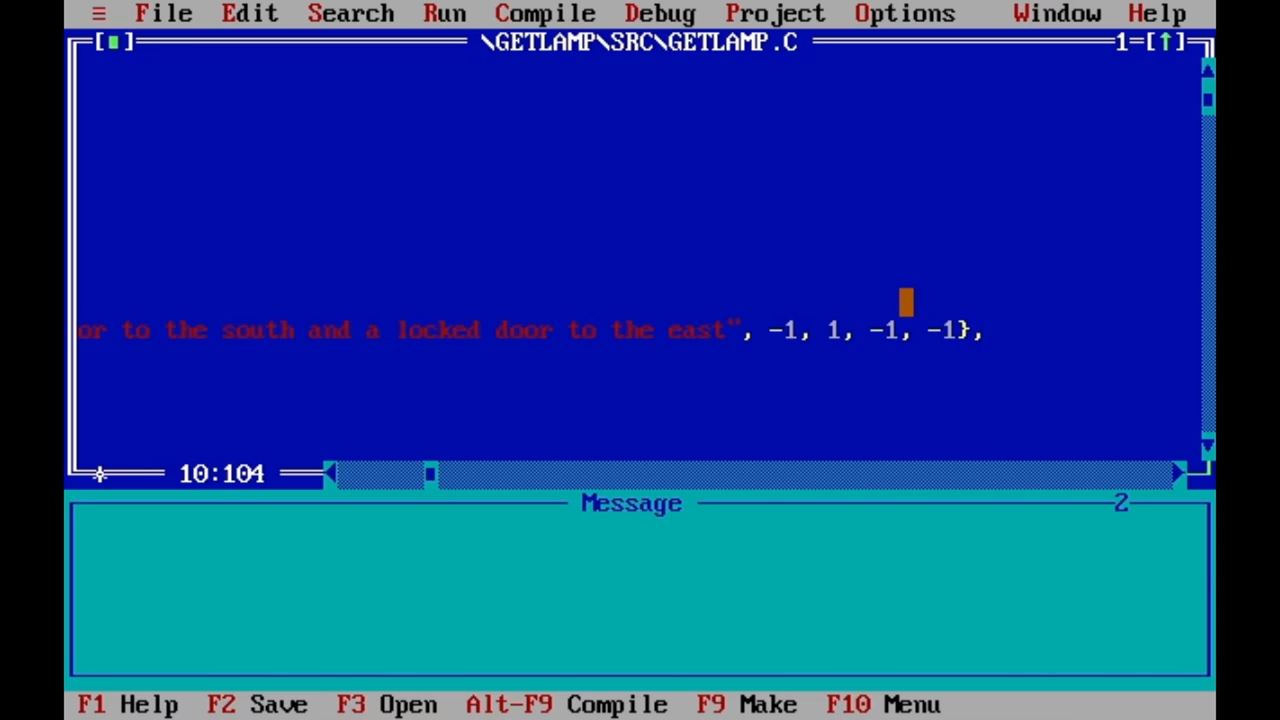 ≡ File Edit Search Run Compile Debug Project Options Window Help
[■] \GETLAMP\SRC\GETLAMP.C 1=[↑]
or to the south and a locked door to the east", -1, 1, -1, -1},
10:104
Message 2
F1 Help F2 Save F3 Open Alt-F9 Compile F9 Make F10 Menu